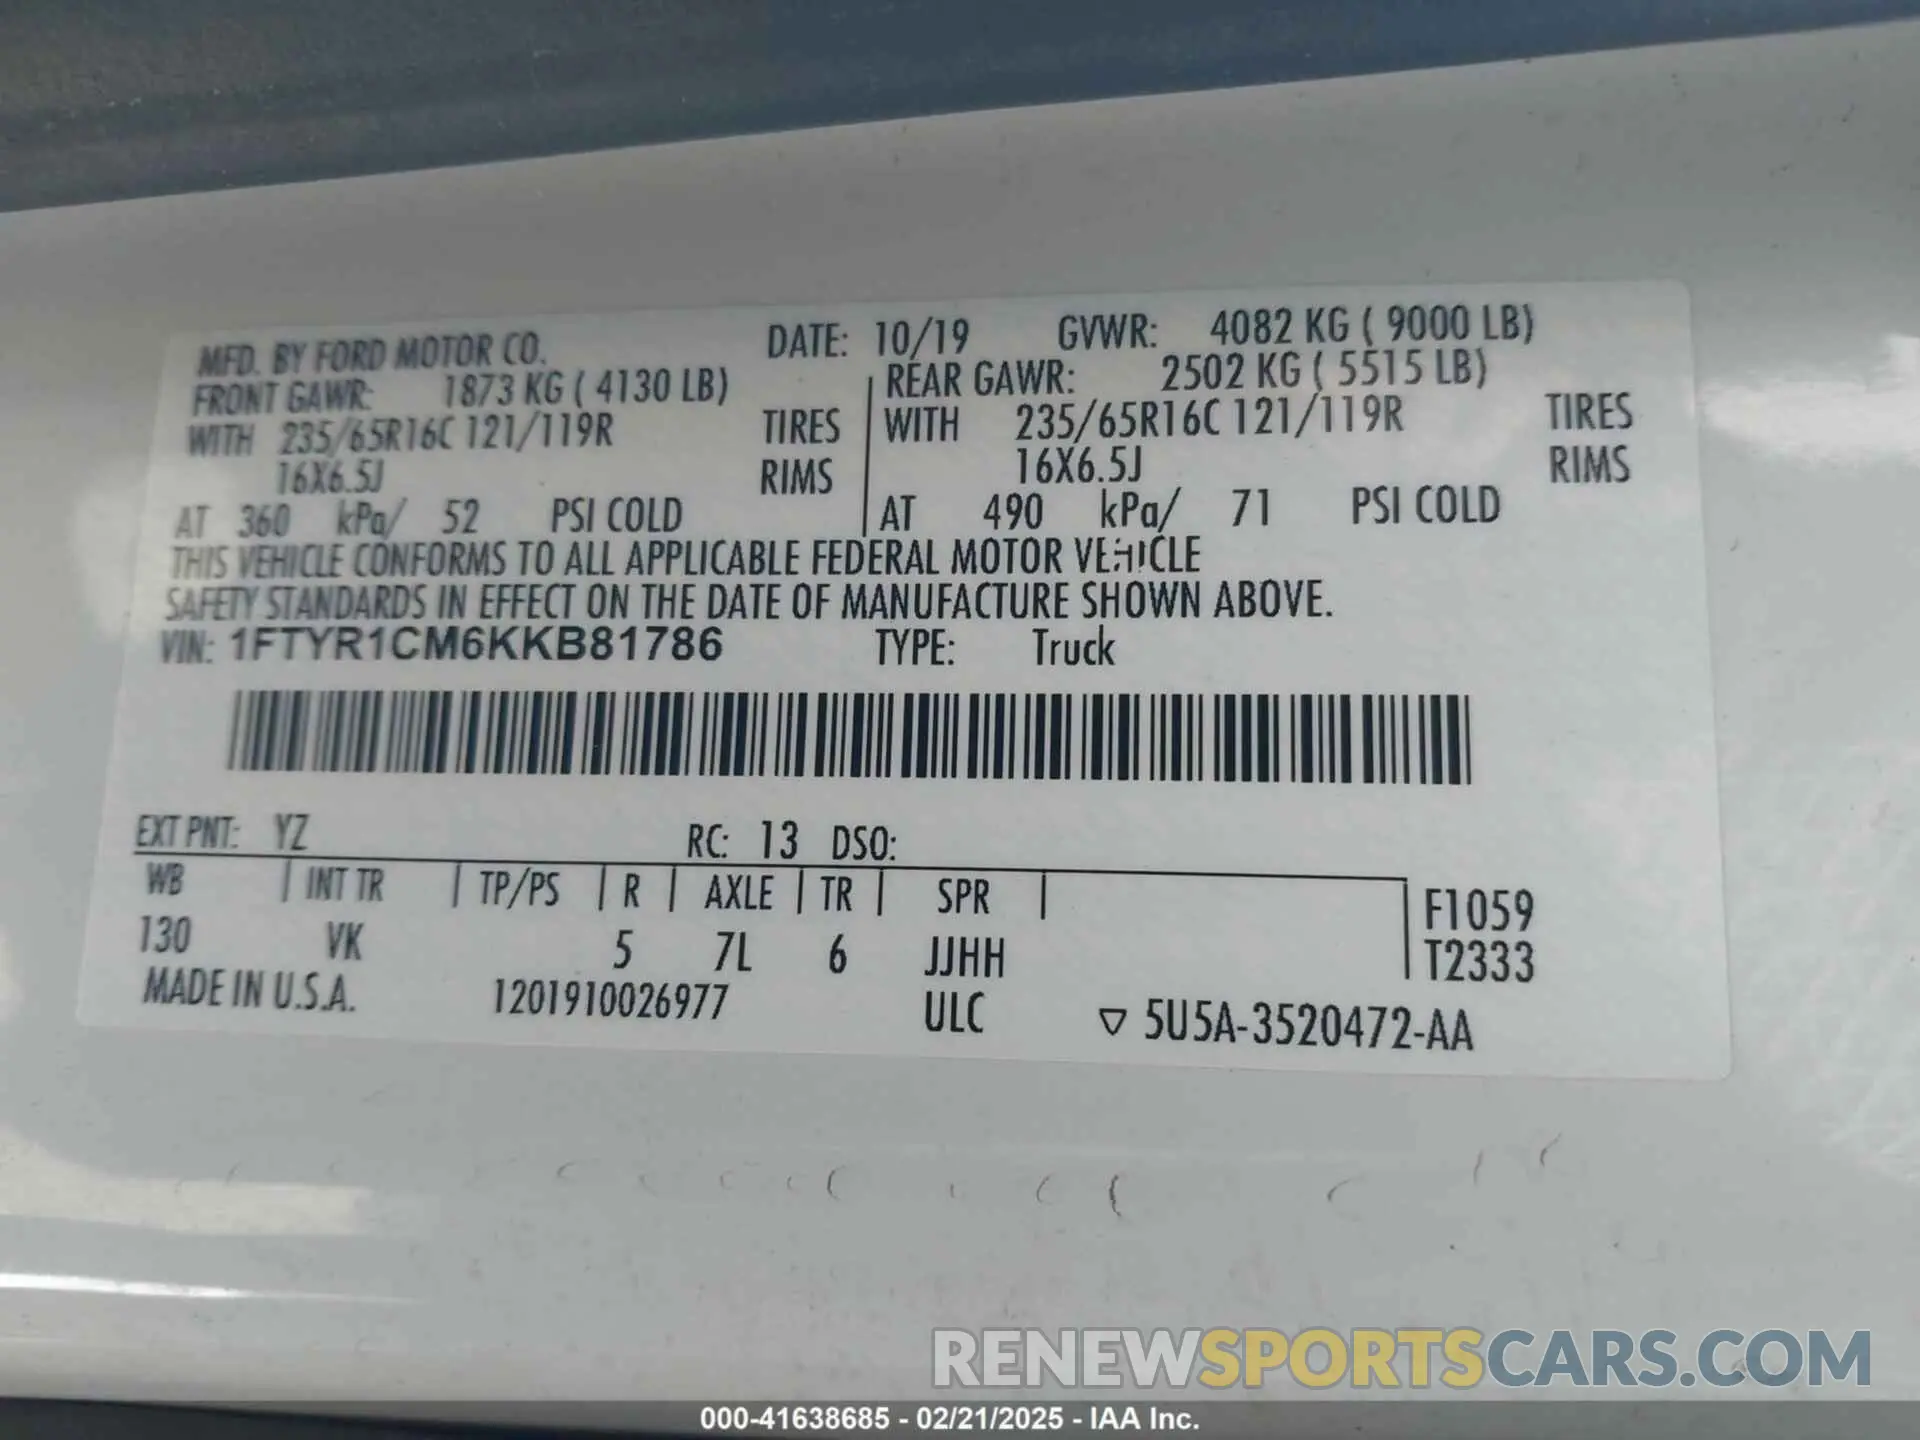 MFD. BY FORD MOTOR CO. DATE: 10/19 GVWR: 4082 KG ( 9000 LB)
FRONT GAWR: 1873 KG ( 4130 LB) REAR GAWR: 2502 KG ( 5515 LB)
WITH 235/65R16C 121/119R TIRES WITH 235/65R16C 121/119R TIRES
16X6.5J RIMS 16X6.5J RIMS
AT 360 kPa/ 52 PSI COLD AT 490 kPa/ 71 PSI COLD
THIS VEHICLE CONFORMS TO ALL APPLICABLE FEDERAL MOTOR VEHICLE
SAFETY STANDARDS IN EFFECT ON THE DATE OF MANUFACTURE SHOWN ABOVE.
VIN: 1FTYR1CM6KKB81786 TYPE: Truck
EXT PNT: YZ RC: 13 DSO:
WB INT TR TP/PS R AXLE TR SPR F1059
130 VK 5 7L 6 JJHH T2333
MADE IN U.S.A. 1201910026977 ULC ▽ 5U5A-3520472-AA
RENEWSPORTSCARS.COM
000-41638685 - 02/21/2025 - IAA Inc.